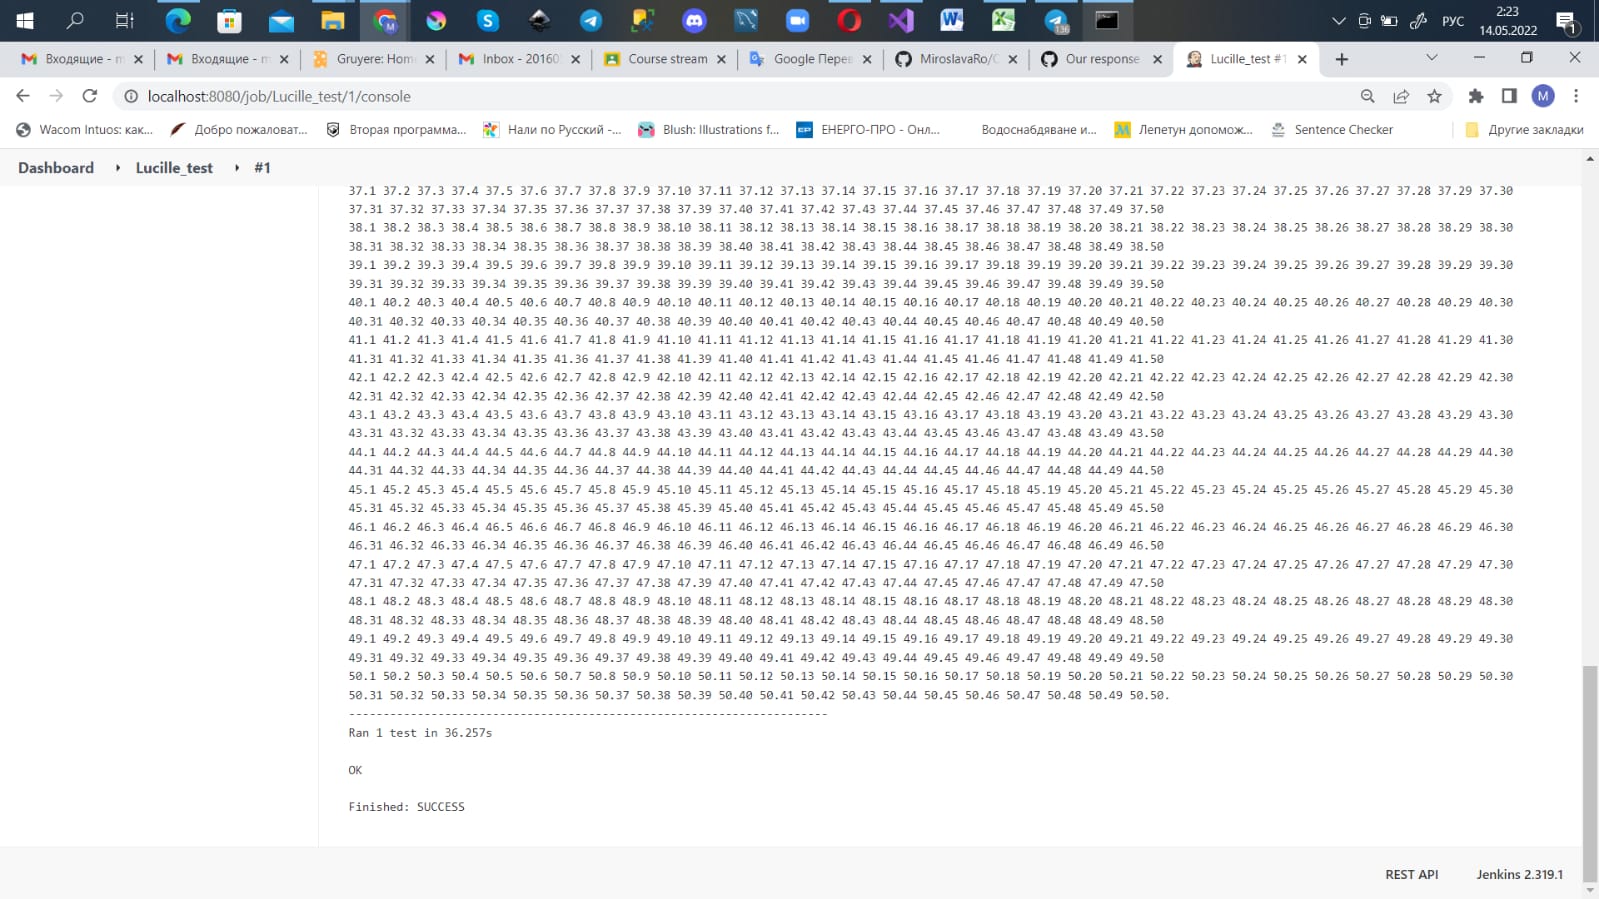 136
РУС
2:23
14.05.2022
1
Входящие - m
Входящие - m
Gruyere: Hom
Inbox - 20160
Course stream
Google Перев
MiroslavaRo/C
Our response
Lucille_test #1
localhost:8080/job/Lucille_test/1/console
M
Wacom Intuos: как...
Добро пожаловат...
Вторая программа...
Нали по Русский -...
Blush: Illustrations f...
EP
ЕНЕРГО-ПРО - Онл...
Водоснабдяване и...
Лепетун допомож...
Sentence Checker
Другие закладки
Dashboard
Lucille_test
#1
37.1 37.2 37.3 37.4 37.5 37.6 37.7 37.8 37.9 37.10 37.11 37.12 37.13 37.14 37.15 37.16 37.17 37.18 37.19 37.20 37.21 37.22 37.23 37.24 37.25 37.26 37.27 37.28 37.29 37.30
37.31 37.32 37.33 37.34 37.35 37.36 37.37 37.38 37.39 37.40 37.41 37.42 37.43 37.44 37.45 37.46 37.47 37.48 37.49 37.50
38.1 38.2 38.3 38.4 38.5 38.6 38.7 38.8 38.9 38.10 38.11 38.12 38.13 38.14 38.15 38.16 38.17 38.18 38.19 38.20 38.21 38.22 38.23 38.24 38.25 38.26 38.27 38.28 38.29 38.30
38.31 38.32 38.33 38.34 38.35 38.36 38.37 38.38 38.39 38.40 38.41 38.42 38.43 38.44 38.45 38.46 38.47 38.48 38.49 38.50
39.1 39.2 39.3 39.4 39.5 39.6 39.7 39.8 39.9 39.10 39.11 39.12 39.13 39.14 39.15 39.16 39.17 39.18 39.19 39.20 39.21 39.22 39.23 39.24 39.25 39.26 39.27 39.28 39.29 39.30
39.31 39.32 39.33 39.34 39.35 39.36 39.37 39.38 39.39 39.40 39.41 39.42 39.43 39.44 39.45 39.46 39.47 39.48 39.49 39.50
40.1 40.2 40.3 40.4 40.5 40.6 40.7 40.8 40.9 40.10 40.11 40.12 40.13 40.14 40.15 40.16 40.17 40.18 40.19 40.20 40.21 40.22 40.23 40.24 40.25 40.26 40.27 40.28 40.29 40.30
40.31 40.32 40.33 40.34 40.35 40.36 40.37 40.38 40.39 40.40 40.41 40.42 40.43 40.44 40.45 40.46 40.47 40.48 40.49 40.50
41.1 41.2 41.3 41.4 41.5 41.6 41.7 41.8 41.9 41.10 41.11 41.12 41.13 41.14 41.15 41.16 41.17 41.18 41.19 41.20 41.21 41.22 41.23 41.24 41.25 41.26 41.27 41.28 41.29 41.30
41.31 41.32 41.33 41.34 41.35 41.36 41.37 41.38 41.39 41.40 41.41 41.42 41.43 41.44 41.45 41.46 41.47 41.48 41.49 41.50
42.1 42.2 42.3 42.4 42.5 42.6 42.7 42.8 42.9 42.10 42.11 42.12 42.13 42.14 42.15 42.16 42.17 42.18 42.19 42.20 42.21 42.22 42.23 42.24 42.25 42.26 42.27 42.28 42.29 42.30
42.31 42.32 42.33 42.34 42.35 42.36 42.37 42.38 42.39 42.40 42.41 42.42 42.43 42.44 42.45 42.46 42.47 42.48 42.49 42.50
43.1 43.2 43.3 43.4 43.5 43.6 43.7 43.8 43.9 43.10 43.11 43.12 43.13 43.14 43.15 43.16 43.17 43.18 43.19 43.20 43.21 43.22 43.23 43.24 43.25 43.26 43.27 43.28 43.29 43.30
43.31 43.32 43.33 43.34 43.35 43.36 43.37 43.38 43.39 43.40 43.41 43.42 43.43 43.44 43.45 43.46 43.47 43.48 43.49 43.50
44.1 44.2 44.3 44.4 44.5 44.6 44.7 44.8 44.9 44.10 44.11 44.12 44.13 44.14 44.15 44.16 44.17 44.18 44.19 44.20 44.21 44.22 44.23 44.24 44.25 44.26 44.27 44.28 44.29 44.30
44.31 44.32 44.33 44.34 44.35 44.36 44.37 44.38 44.39 44.40 44.41 44.42 44.43 44.44 44.45 44.46 44.47 44.48 44.49 44.50
45.1 45.2 45.3 45.4 45.5 45.6 45.7 45.8 45.9 45.10 45.11 45.12 45.13 45.14 45.15 45.16 45.17 45.18 45.19 45.20 45.21 45.22 45.23 45.24 45.25 45.26 45.27 45.28 45.29 45.30
45.31 45.32 45.33 45.34 45.35 45.36 45.37 45.38 45.39 45.40 45.41 45.42 45.43 45.44 45.45 45.46 45.47 45.48 45.49 45.50
46.1 46.2 46.3 46.4 46.5 46.6 46.7 46.8 46.9 46.10 46.11 46.12 46.13 46.14 46.15 46.16 46.17 46.18 46.19 46.20 46.21 46.22 46.23 46.24 46.25 46.26 46.27 46.28 46.29 46.30
46.31 46.32 46.33 46.34 46.35 46.36 46.37 46.38 46.39 46.40 46.41 46.42 46.43 46.44 46.45 46.46 46.47 46.48 46.49 46.50
47.1 47.2 47.3 47.4 47.5 47.6 47.7 47.8 47.9 47.10 47.11 47.12 47.13 47.14 47.15 47.16 47.17 47.18 47.19 47.20 47.21 47.22 47.23 47.24 47.25 47.26 47.27 47.28 47.29 47.30
47.31 47.32 47.33 47.34 47.35 47.36 47.37 47.38 47.39 47.40 47.41 47.42 47.43 47.44 47.45 47.46 47.47 47.48 47.49 47.50
48.1 48.2 48.3 48.4 48.5 48.6 48.7 48.8 48.9 48.10 48.11 48.12 48.13 48.14 48.15 48.16 48.17 48.18 48.19 48.20 48.21 48.22 48.23 48.24 48.25 48.26 48.27 48.28 48.29 48.30
48.31 48.32 48.33 48.34 48.35 48.36 48.37 48.38 48.39 48.40 48.41 48.42 48.43 48.44 48.45 48.46 48.47 48.48 48.49 48.50
49.1 49.2 49.3 49.4 49.5 49.6 49.7 49.8 49.9 49.10 49.11 49.12 49.13 49.14 49.15 49.16 49.17 49.18 49.19 49.20 49.21 49.22 49.23 49.24 49.25 49.26 49.27 49.28 49.29 49.30
49.31 49.32 49.33 49.34 49.35 49.36 49.37 49.38 49.39 49.40 49.41 49.42 49.43 49.44 49.45 49.46 49.47 49.48 49.49 49.50
50.1 50.2 50.3 50.4 50.5 50.6 50.7 50.8 50.9 50.10 50.11 50.12 50.13 50.14 50.15 50.16 50.17 50.18 50.19 50.20 50.21 50.22 50.23 50.24 50.25 50.26 50.27 50.28 50.29 50.30
50.31 50.32 50.33 50.34 50.35 50.36 50.37 50.38 50.39 50.40 50.41 50.42 50.43 50.44 50.45 50.46 50.47 50.48 50.49 50.50.
----------------------------------------------------------------------
Ran 1 test in 36.257s
OK
Finished: SUCCESS
REST API
Jenkins 2.319.1